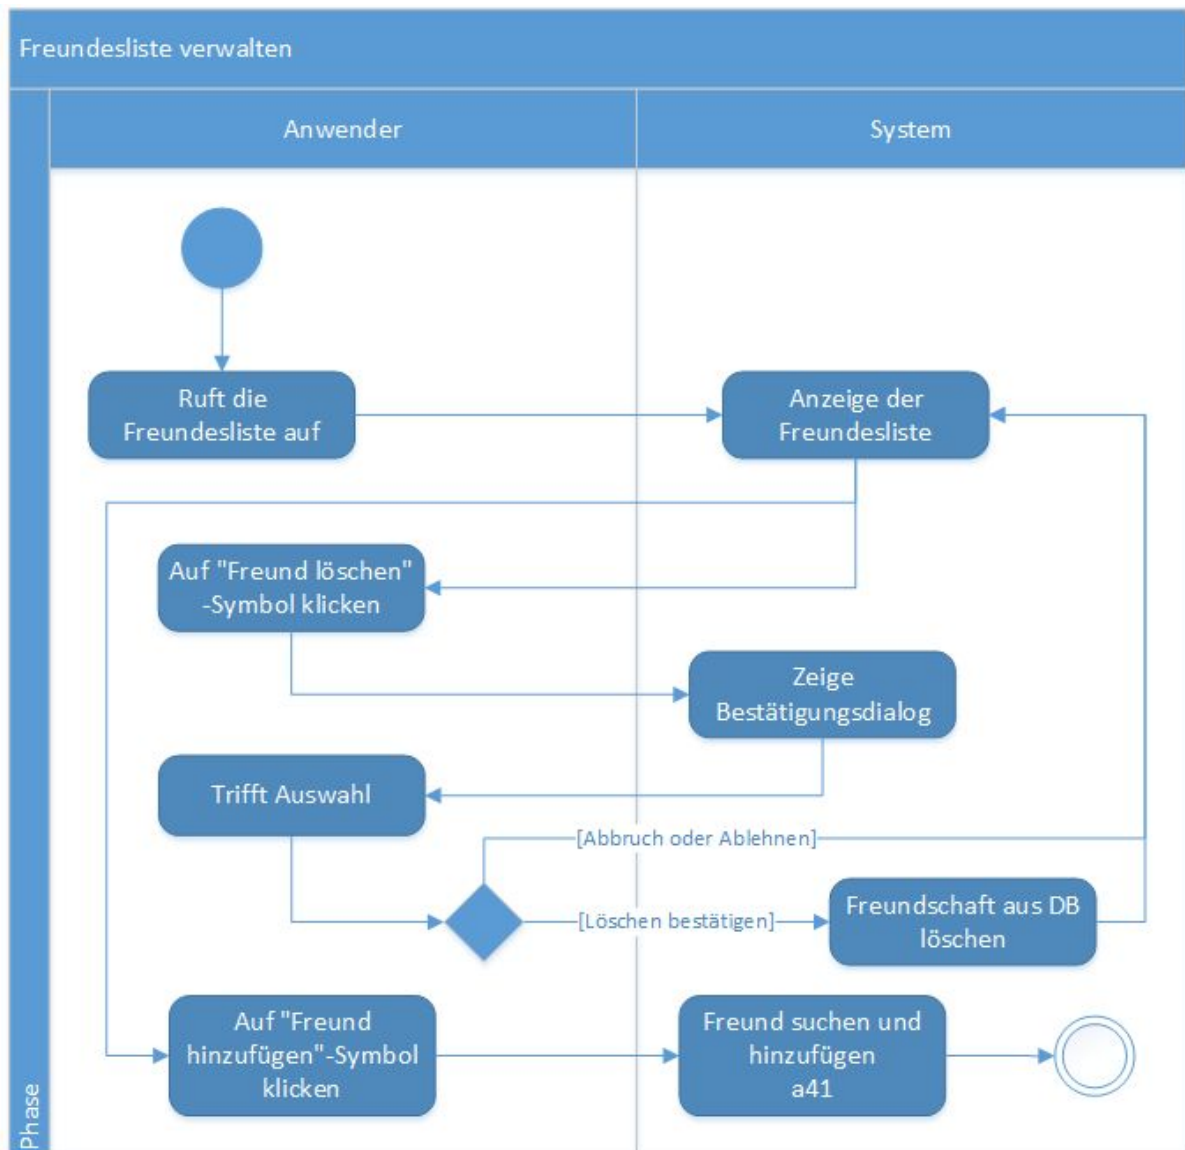 Freundesliste verwalten
Anwender
System
Ruft die
Freundesliste auf
Anzeige der
Freundesliste
Auf "Freund löschen"
-Symbol klicken
Zeige
Bestätigungsdialog
Trifft Auswahl
[Abbruch oder Ablehnen]
[Löschen bestätigen]
Freundschaft aus DB
löschen
Auf "Freund
hinzufügen"-Symbol
klicken
Freund suchen und
hinzufügen
a41
Phase